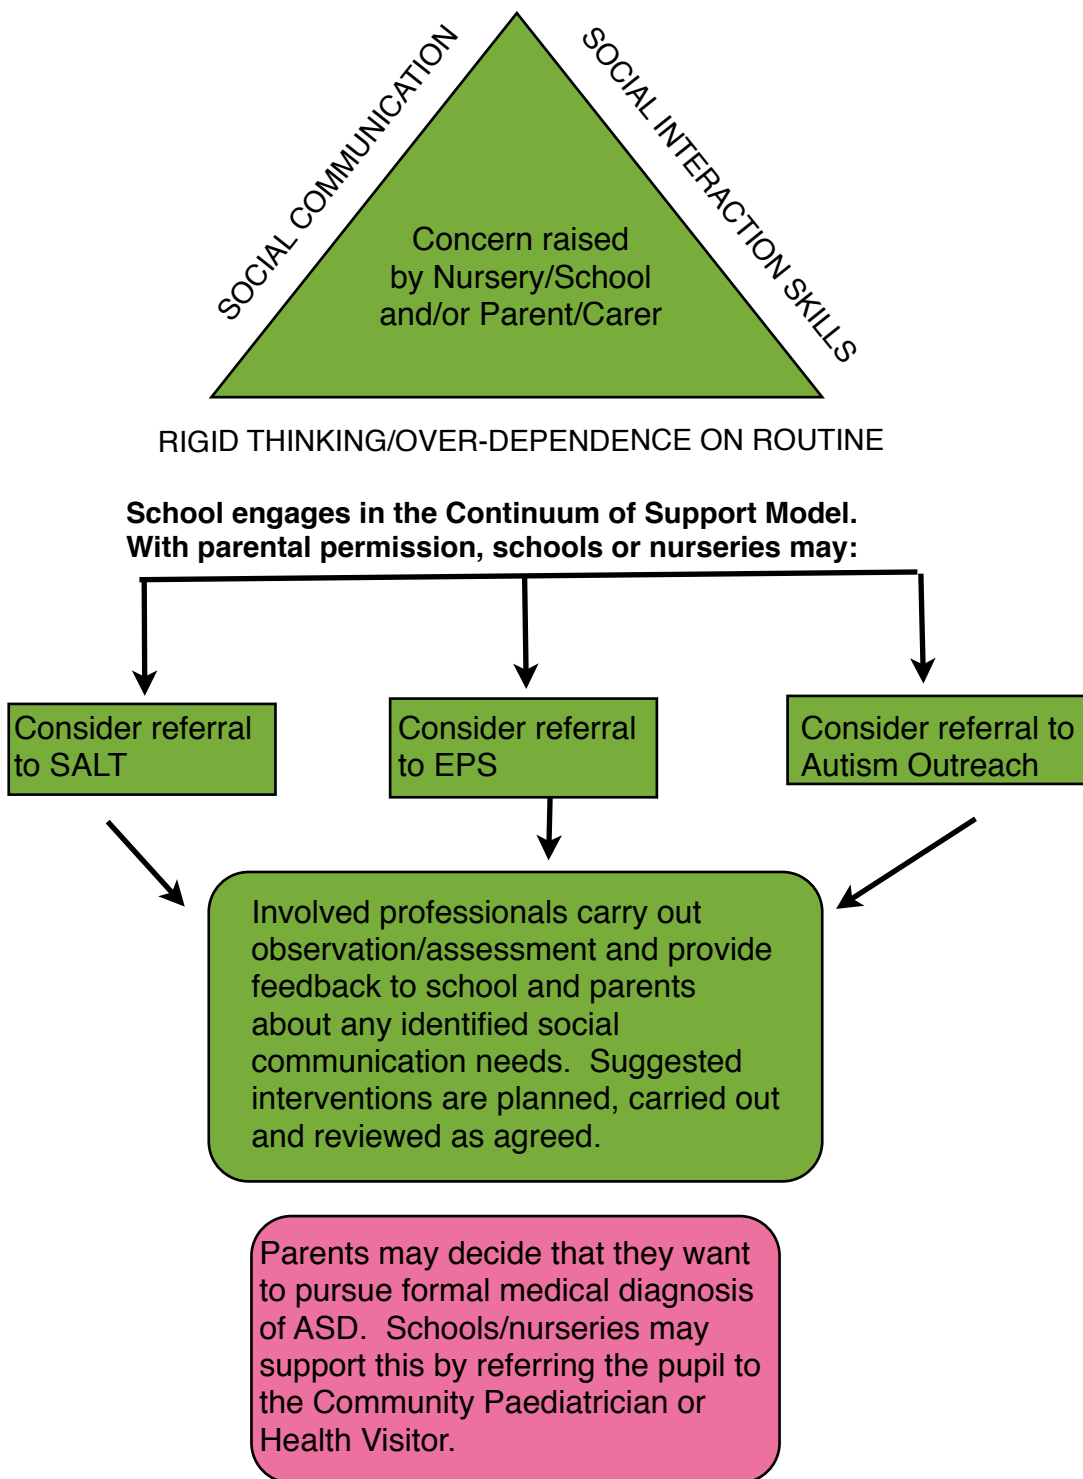 SOCIAL COMMUNICATION
SOCIAL INTERACTION SKILLS
Concern raised
by Nursery/School
and/or Parent/Carer
RIGID THINKING/OVER-DEPENDENCE ON ROUTINE
School engages in the Continuum of Support Model.
With parental permission, schools or nurseries may:
Consider referral
to SALT
Consider referral
to EPS
Consider referral to
Autism Outreach
Involved professionals carry out
observation/assessment and provide
feedback to school and parents
about any identified social
communication needs.  Suggested
interventions are planned, carried out
and reviewed as agreed.
Parents may decide that they want
to pursue formal medical diagnosis
of ASD.  Schools/nurseries may
support this by referring the pupil to
the Community Paediatrician or
Health Visitor.